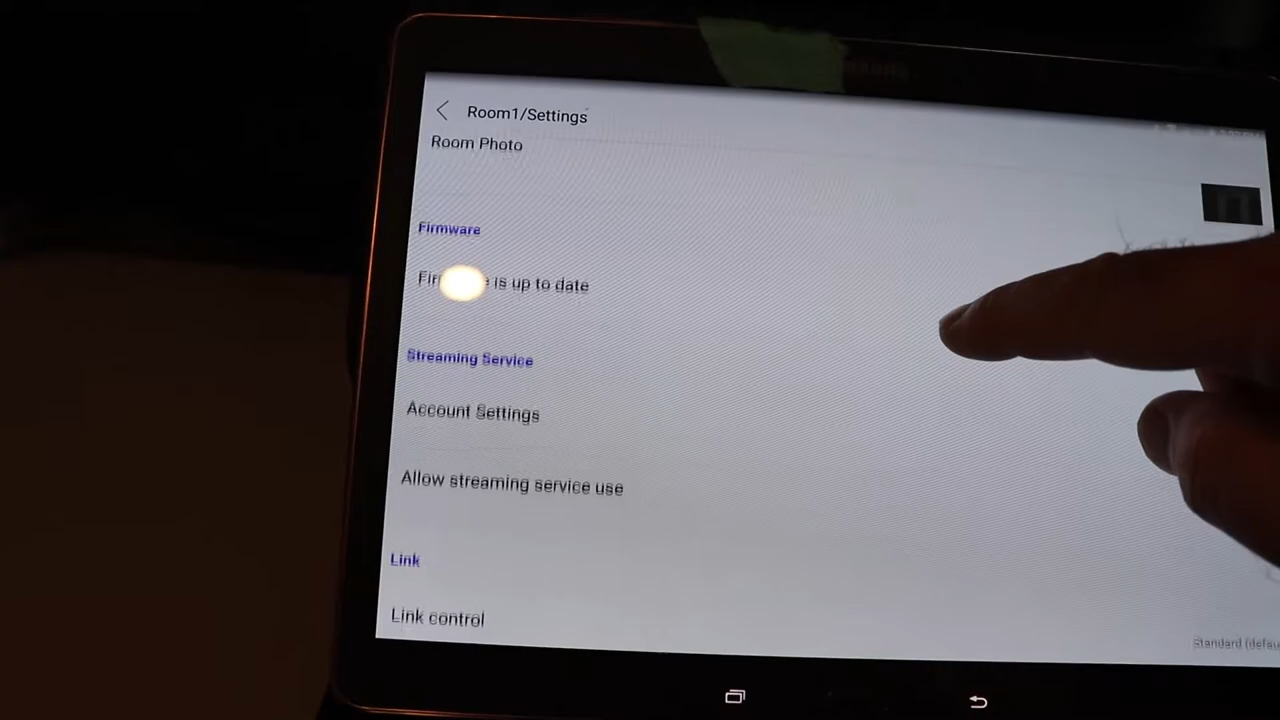 Room1/Settings
Room Photo
Firmware
is up to date
Streaming Service
Account Settings
Allow streaming service use
Link
Link control
Standard